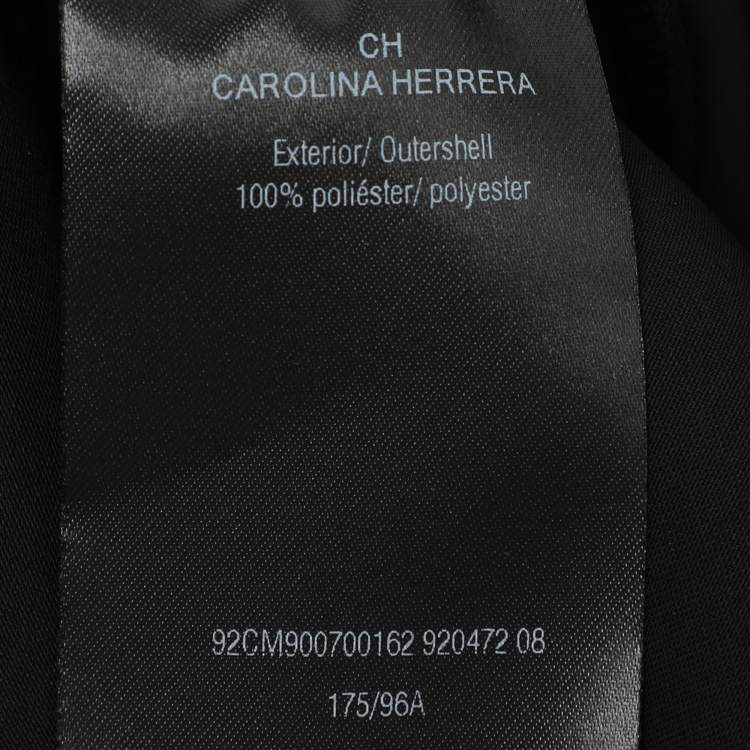 CH
CAROLINA HERRERA
Exterior/ Outershell
100% poliéster/ polyester
92CM900700162 920472 08
175/96A